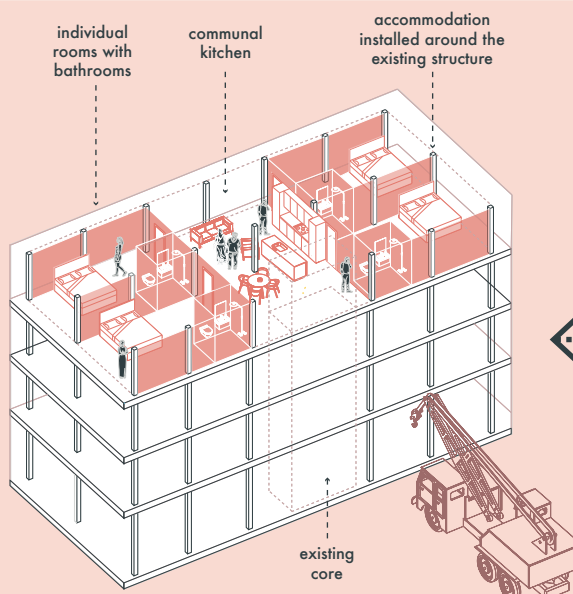 individual
rooms with
bathrooms
communal
kitchen
accommodation
installed around the
existing structure
existing
core